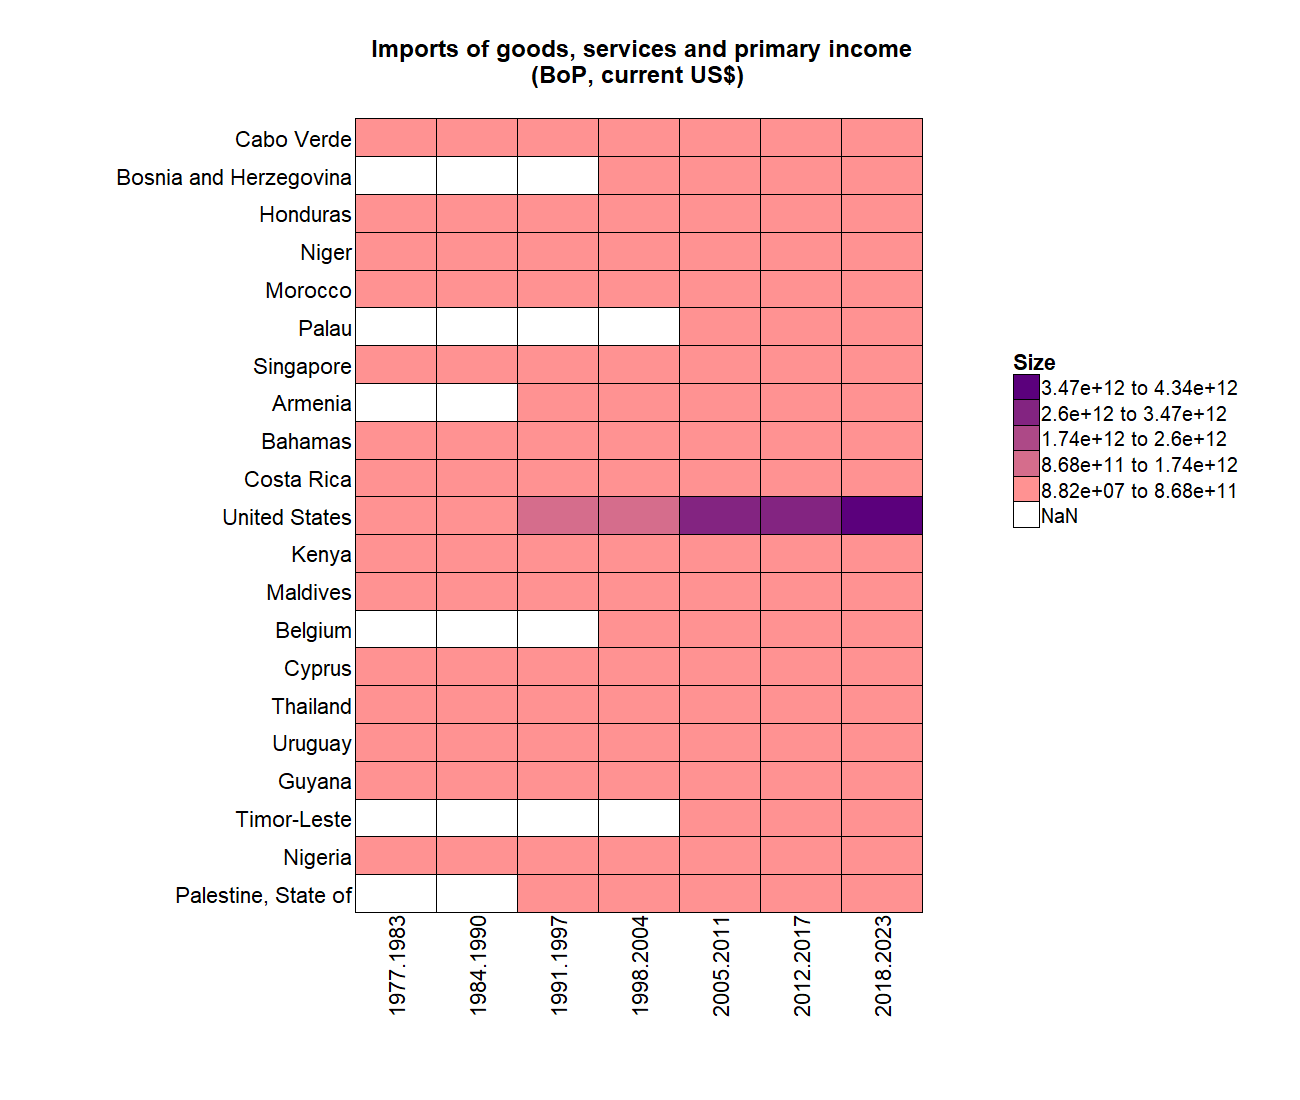 Imports of goods, services and primary income
(BoP, current US$)
Cabo Verde
Bosnia and Herzegovina
Honduras
Niger
Morocco
Palau
Singapore
Armenia
Bahamas
Costa Rica
United States
Kenya
Maldives
Belgium
Cyprus
Thailand
Uruguay
Guyana
Timor-Leste
Nigeria
Palestine, State of
1977.1983
1984.1990
1991.1997
1998.2004
2005.2011
2012.2017
2018.2023
Size
3.47e+12 to 4.34e+12
2.6e+12 to 3.47e+12
1.74e+12 to 2.6e+12
8.68e+11 to 1.74e+12
8.82e+07 to 8.68e+11
NaN